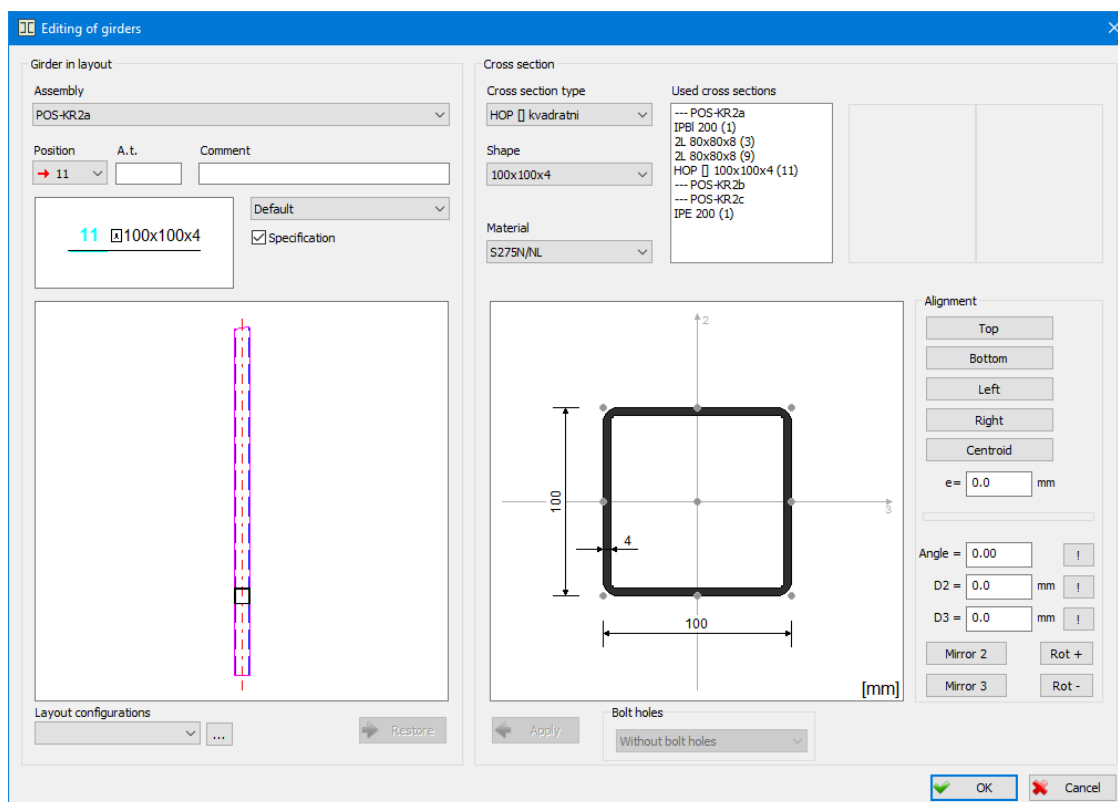 Editing of girders
Girder in layout
Assembly
POS-KR2a
Position A.t. Comment
11
Default
Specification
11 100x100x4
Layout configurations
...
Restore
Cross section
Cross section type
HOP [] kvadratni
Shape
100x100x4
Material
S275N/NL
Used cross sections
--- POS-KR2a
IPBl 200 (1)
2L 80x80x8 (3)
2L 80x80x8 (9)
HOP [] 100x100x4 (11)
--- POS-KR2b
--- POS-KR2c
IPE 200 (1)
2
3
100
4
100
[mm]
Apply
Bolt holes
Without bolt holes
Alignment
Top
Bottom
Left
Right
Centroid
e= 0.0 mm
Angle = 0.00 !
D2 = 0.0 mm !
D3 = 0.0 mm !
Mirror 2 Rot +
Mirror 3 Rot -
OK Cancel